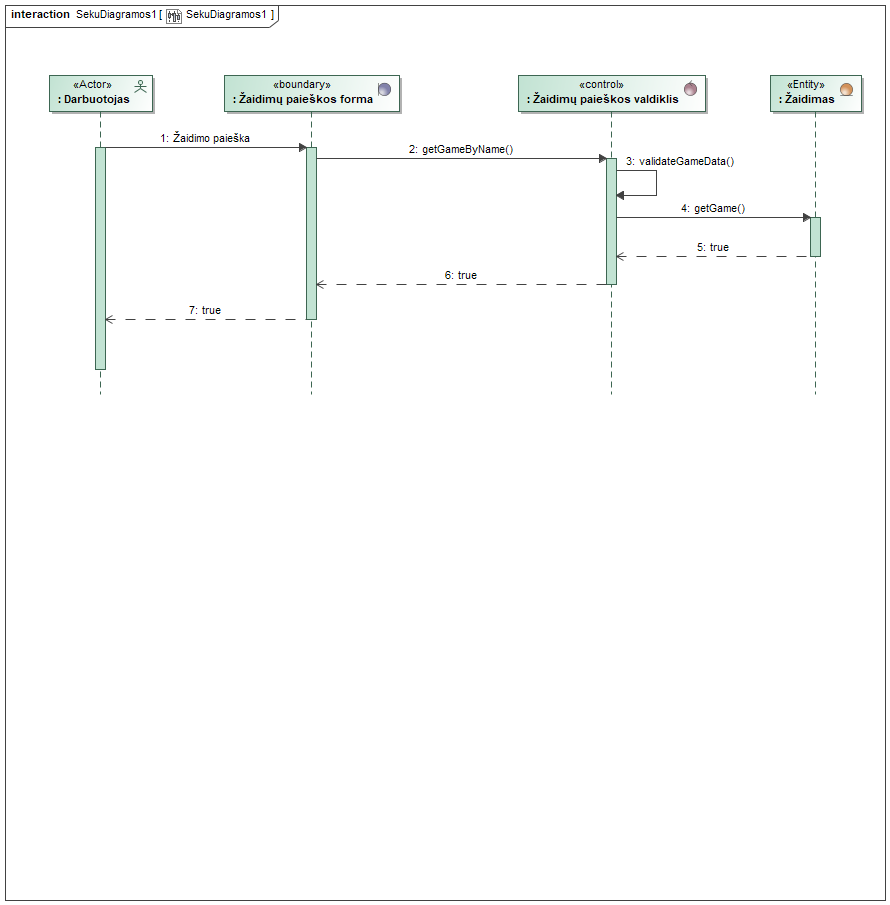 interaction SekuDiagramos1 [ SekuDiagramos1 ]
«Actor»
: Darbuotojas
«boundary»
: Žaidimų paieškos forma
«control»
: Žaidimų paieškos valdiklis
«Entity»
: Žaidimas
1: Žaidimo paieška
2: getGameByName()
3: validateGameData()
4: getGame()
5: true
6: true
7: true